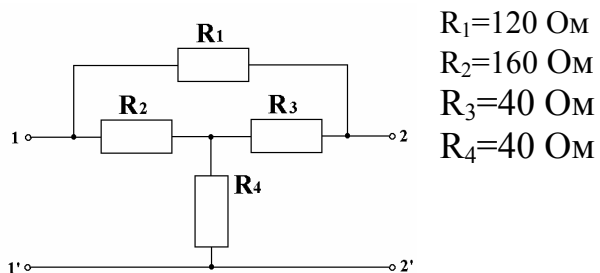 R₁
R₁=120 Ом
R₂=160 Ом
R₂ R₃
R₃=40 Ом
1 2
R₄=40 Ом
R₄
1' 2'